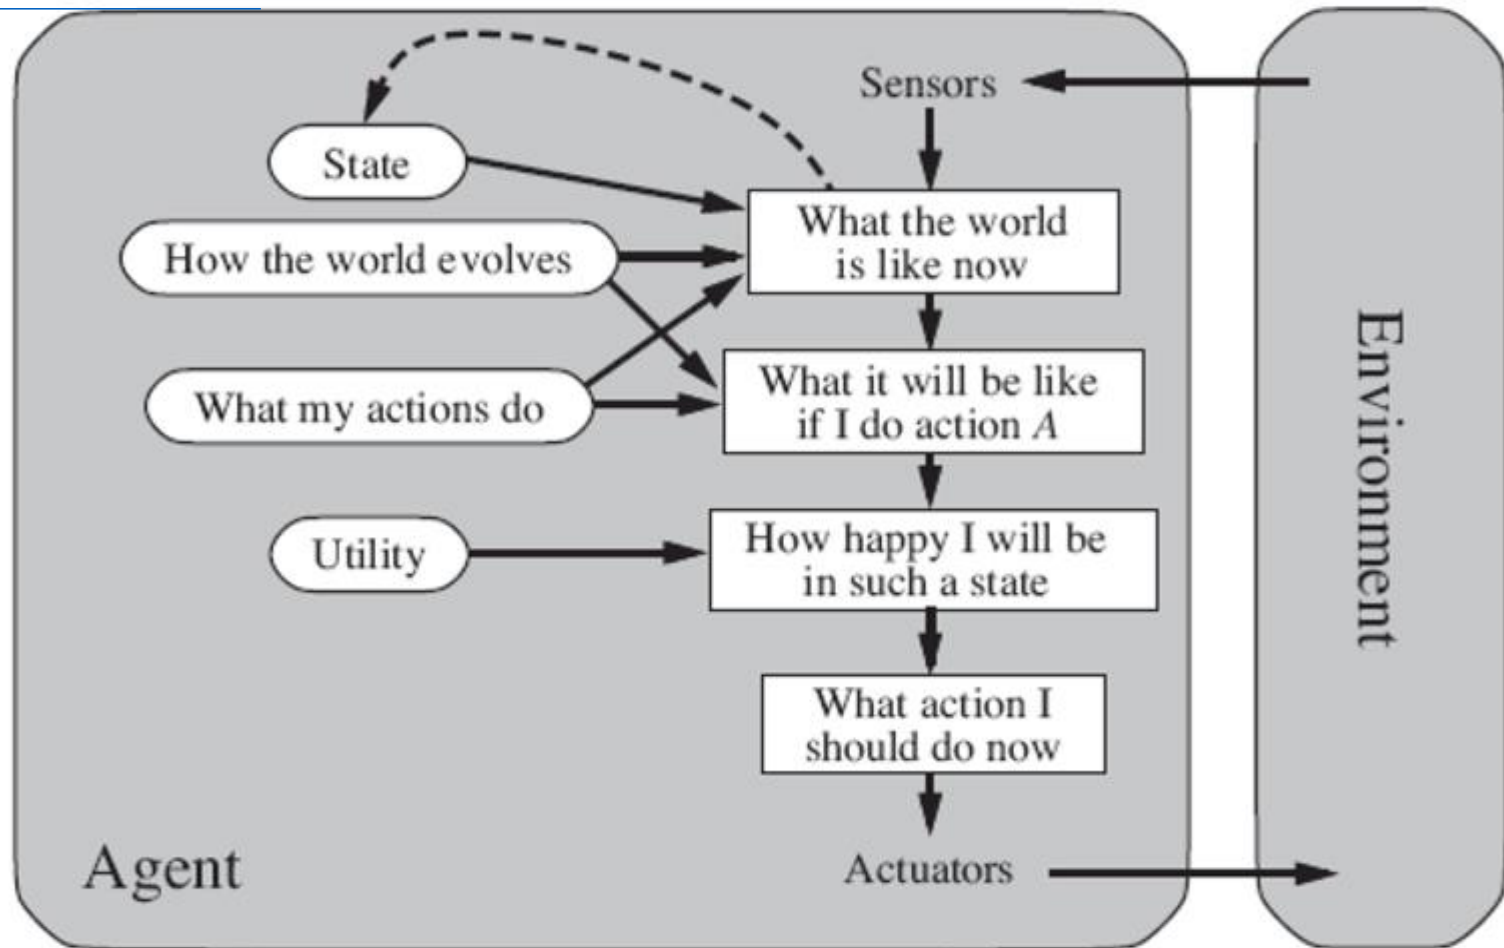 Sensors
State
What the world
is like now
How the world evolves
What it will be like
if I do action A
What my actions do
How happy I will be
in such a state
Utility
What action I
should do now
Actuators
Agent
Environment